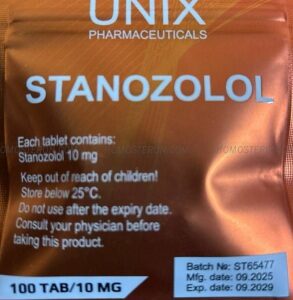 UNIX
PHARMACEUTICALS
STANOZOLOL
Each tablet contains:
Stanozolol 10 mg
Keep out of reach of children!
Store below 25°C.
Do not use after the expiry date.
Consult your physician before
taking this product.
100 TAB/10 MG
Batch №: ST65477
Mfg. date: 09.2025
Exp. date: 09.2029